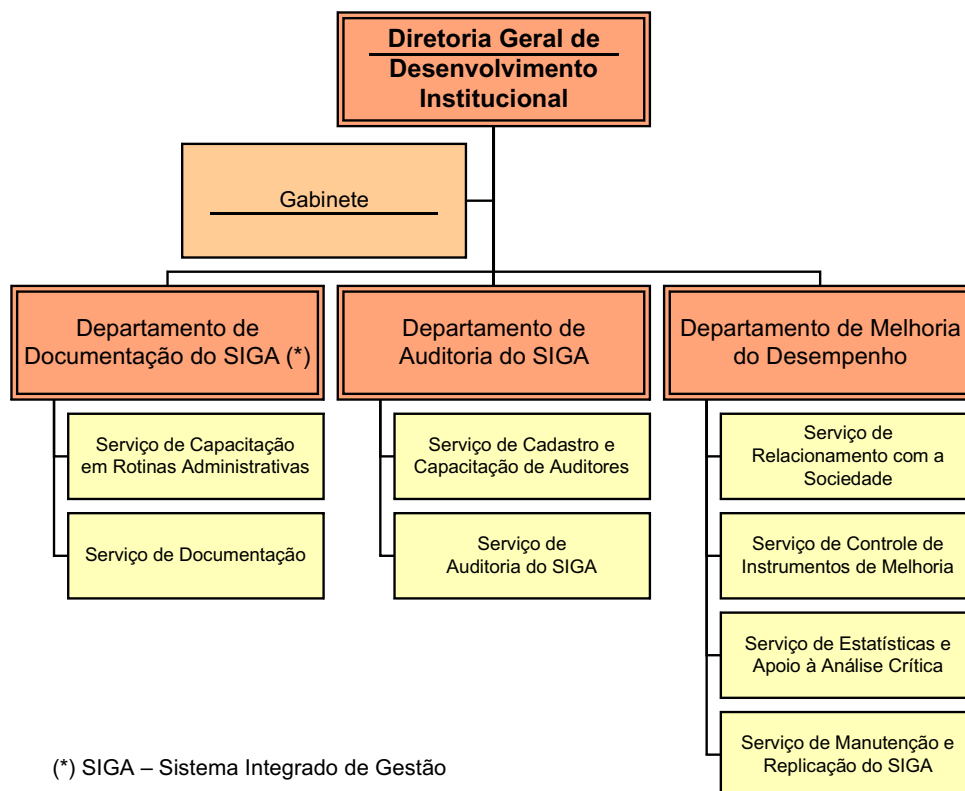 Diretoria Geral de
Desenvolvimento
Institucional
Gabinete
Departamento de
Documentação do SIGA (*)
Departamento de
Auditoria do SIGA
Departamento de Melhoria
do Desempenho
Serviço de Capacitação
em Rotinas Administrativas
Serviço de Documentação
Serviço de Cadastro e
Capacitação de Auditores
Serviço de
Auditoria do SIGA
Serviço de
Relacionamento com a
Sociedade
Serviço de Controle de
Instrumentos de Melhoria
Serviço de Estatísticas e
Apoio à Análise Crítica
Serviço de Manutenção e
Replicação do SIGA
(*) SIGA – Sistema Integrado de Gestão